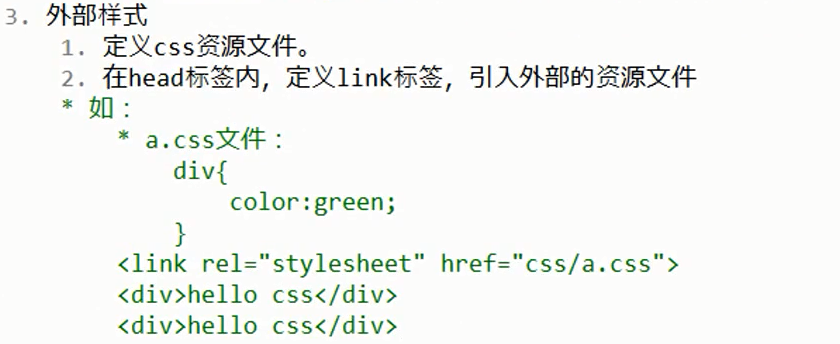 3. 外部样式
1. 定义css资源文件。
2. 在head标签内，定义link标签，引入外部的资源文件
* 如：
* a.css文件：
div{
color:green;
}
<link rel="stylesheet" href="css/a.css">
<div>hello css</div>
<div>hello css</div>